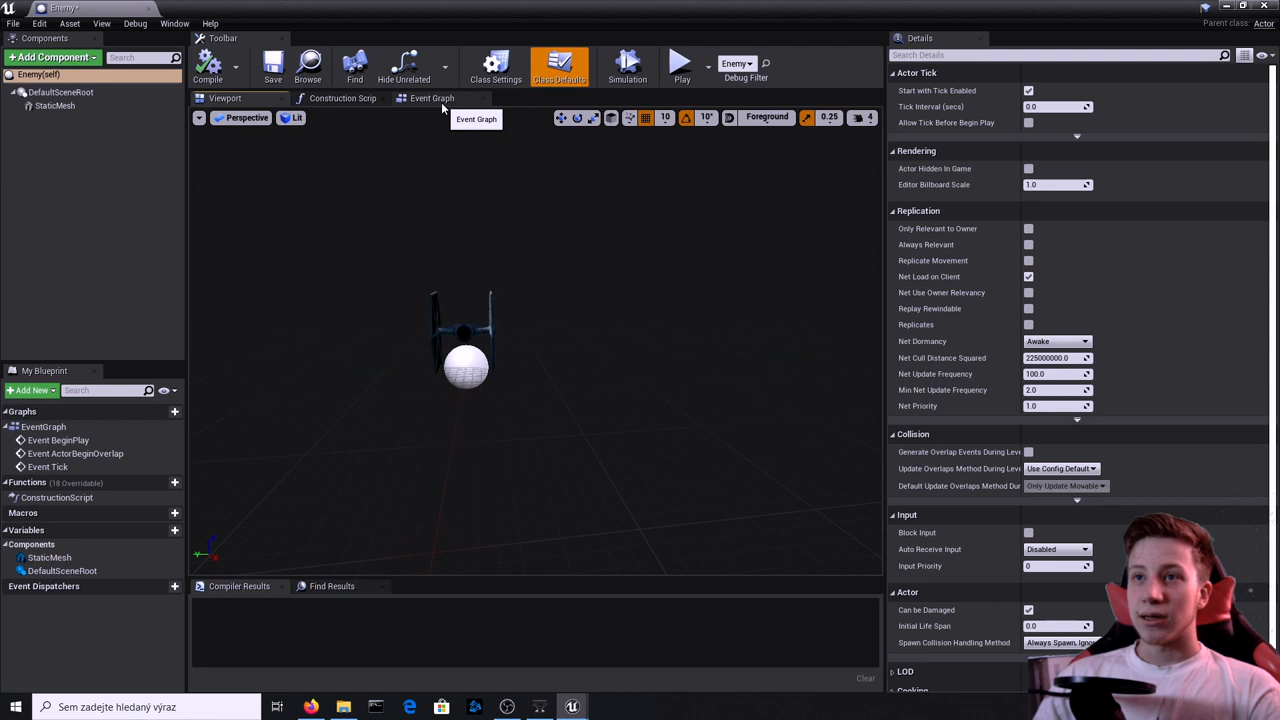 Enemy*
File Edit Asset View Debug Window Help
Parent class: Actor
Components
Toolbar
Details
+Add Component Search
Compile Save Browse Find Hide Unrelated Class Settings Class Defaults Simulation Play Enemy Debug Filter
Search Details
Enemy(self)
DefaultSceneRoot
StaticMesh
Viewport Construction Scrip Event Graph
Event Graph
Perspective Lit 10 10° Foreground 0.25 4
Actor Tick
Start with Tick Enabled
Tick Interval (secs) 0.0
Allow Tick Before Begin Play
Rendering
Actor Hidden In Game
Editor Billboard Scale 1.0
Replication
Only Relevant to Owner
Always Relevant
Replicate Movement
Net Load on Client
Net Use Owner Relevancy
Replay Rewindable
Replicates
Net Dormancy Awake
Net Cull Distance Squared 225000000.0
Net Update Frequency 100.0
Min Net Update Frequency 2.0
Net Priority 1.0
Collision
Generate Overlap Events During Leve
Update Overlaps Method During Leve Use Config Default
Default Update Overlaps Method Dur Only Update Movable
Input
Block Input
Auto Receive Input Disabled
Input Priority 0
Actor
Can be Damaged
Initial Life Span 0.0
Spawn Collision Handling Method Always Spawn, Ignor
LOD
Cooking
My Blueprint
+Add New Search
Graphs
EventGraph
Event BeginPlay
Event ActorBeginOverlap
Event Tick
Functions (18 Overridable)
ConstructionScript
Macros
Variables
Components
StaticMesh
DefaultSceneRoot
Event Dispatchers
Compiler Results Find Results
Clear
Sem zadejte hledaný výraz